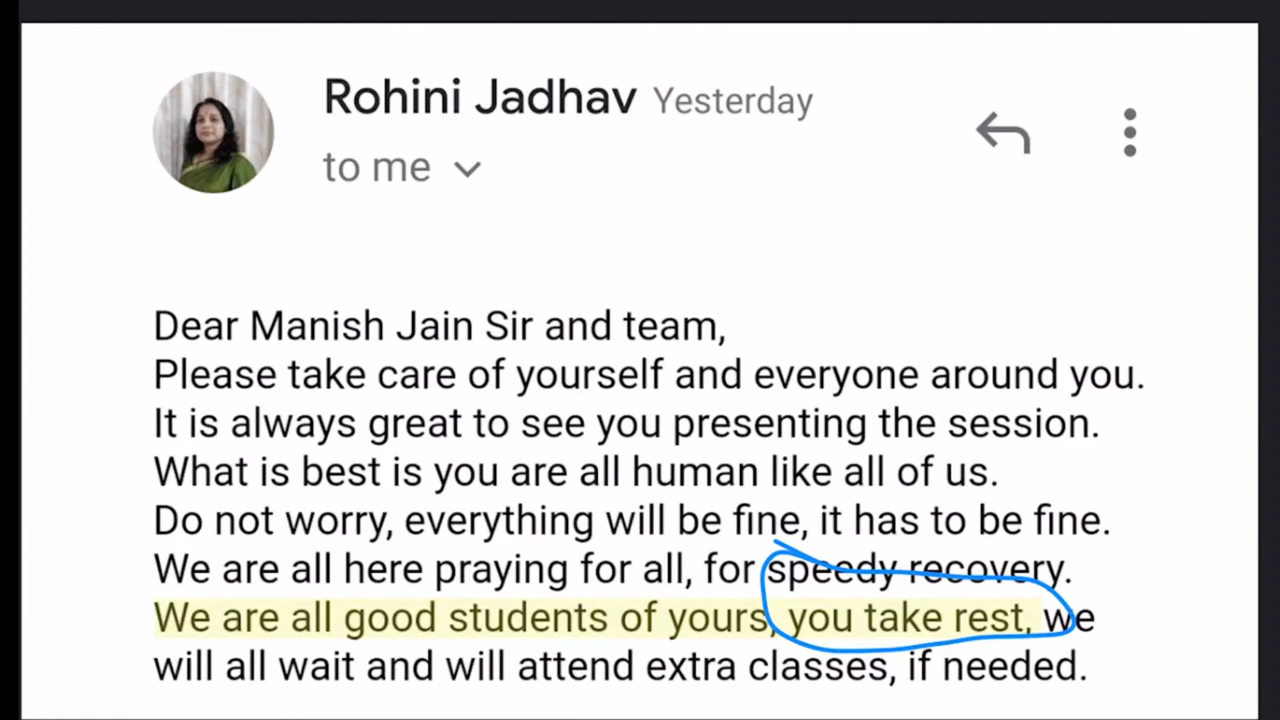 Rohini Jadhav Yesterday
to me
Dear Manish Jain Sir and team,
Please take care of yourself and everyone around you.
It is always great to see you presenting the session.
What is best is you are all human like all of us.
Do not worry, everything will be fine, it has to be fine.
We are all here praying for all, for speedy recovery.
We are all good students of yours, you take rest, we
will all wait and will attend extra classes, if needed.